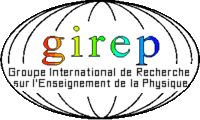 girep
Groupe International de Recherche
sur l'Enseignement de la Physique